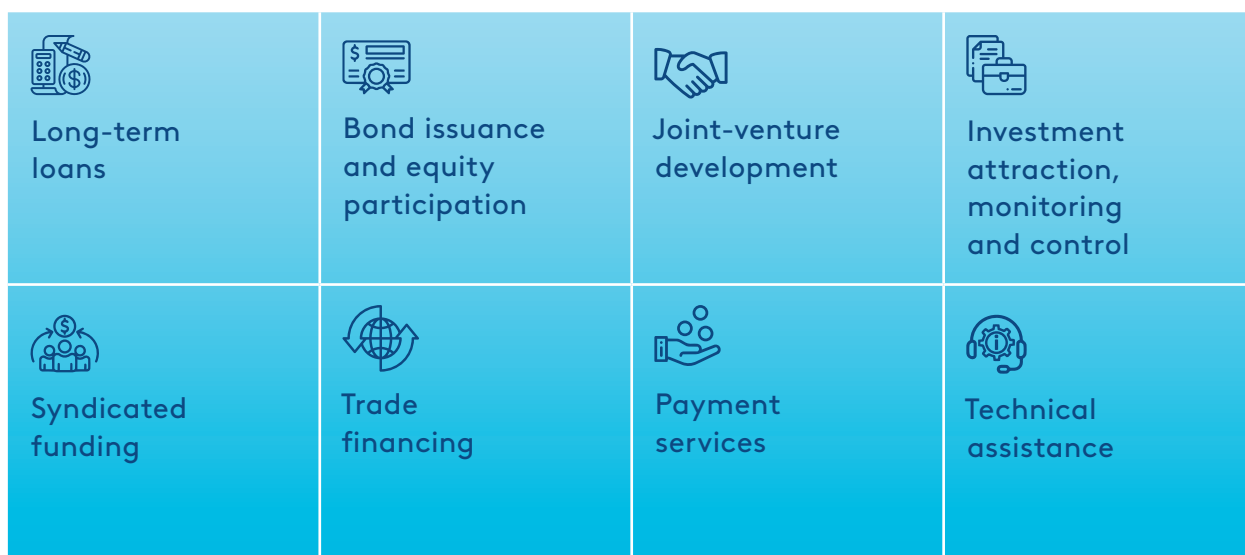 Long-term
loans
Bond issuance
and equity
participation
Joint-venture
development
Investment
attraction,
monitoring
and control
Syndicated
funding
Trade
financing
Payment
services
Technical
assistance